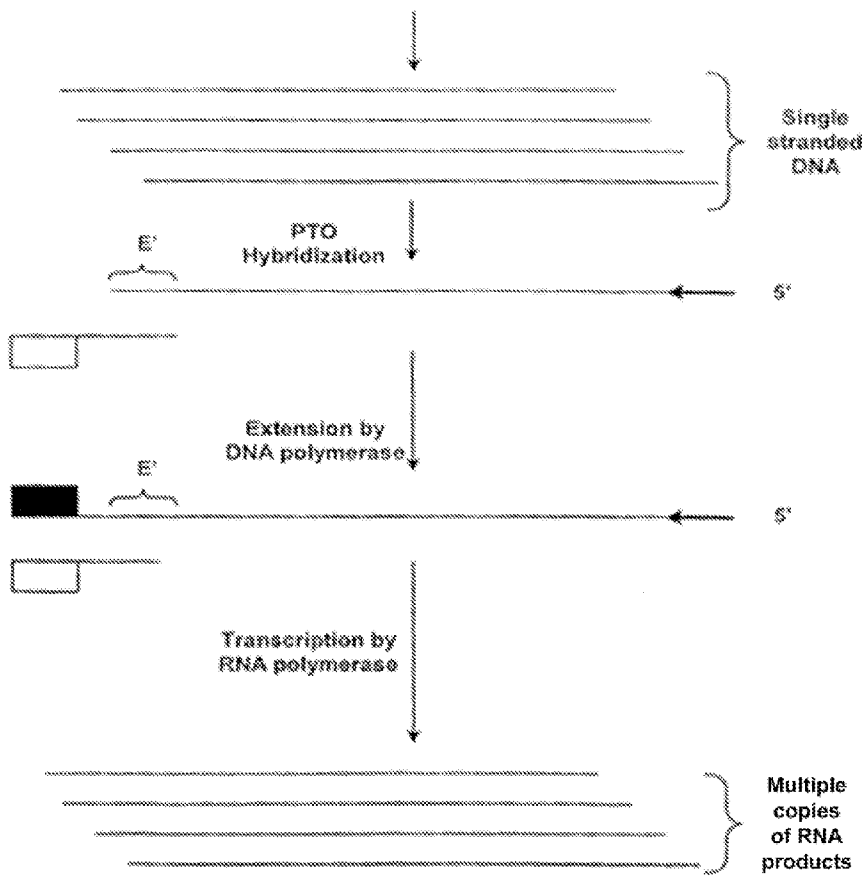 Single
stranded
DNA
PTO
Hybridization
E'
5'
Extension by
DNA polymerase
E'
5'
Transcription by
RNA polymerase
Multiple
copies
of RNA
products